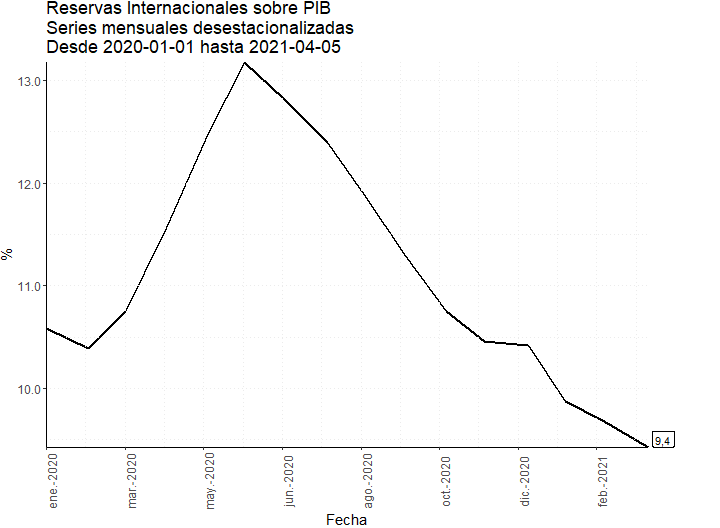 Reservas Internacionales sobre PIB
Series mensuales desestacionalizadas
Desde 2020-01-01 hasta 2021-04-05
13.0
12.0
11.0
10.0
%
9,4
ene.-2020
mar.-2020
may.-2020
jun.-2020
ago.-2020
oct.-2020
dic.-2020
feb.-2021
Fecha